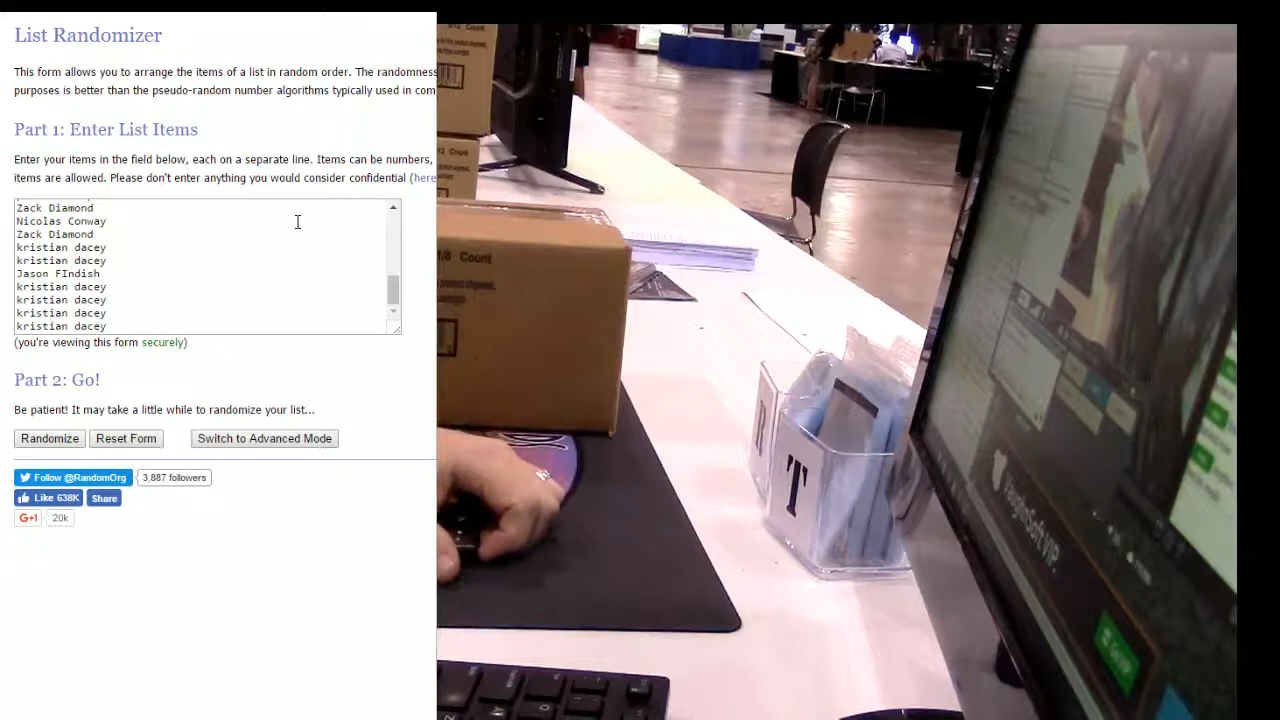 List Randomizer
This form allows you to arrange the items of a list in random order. The randomness
purposes is better than the pseudo-random number algorithms typically used in com
Part 1: Enter List Items
Enter your items in the field below, each on a separate line. Items can be numbers,
items are allowed. Please don't enter anything you would consider confidential (here
Zack Diamond
Nicolas Conway
Zack Diamond
kristian dacey
kristian dacey
Jason FIndish
kristian dacey
kristian dacey
kristian dacey
kristian dacey
(you're viewing this form securely)
Part 2: Go!
Be patient! It may take a little while to randomize your list...
Randomize Reset Form Switch to Advanced Mode
Follow @RandomOrg 3,887 followers
Like 638K Share
G+1 20k
Count
Count
1/8 Count
R
T